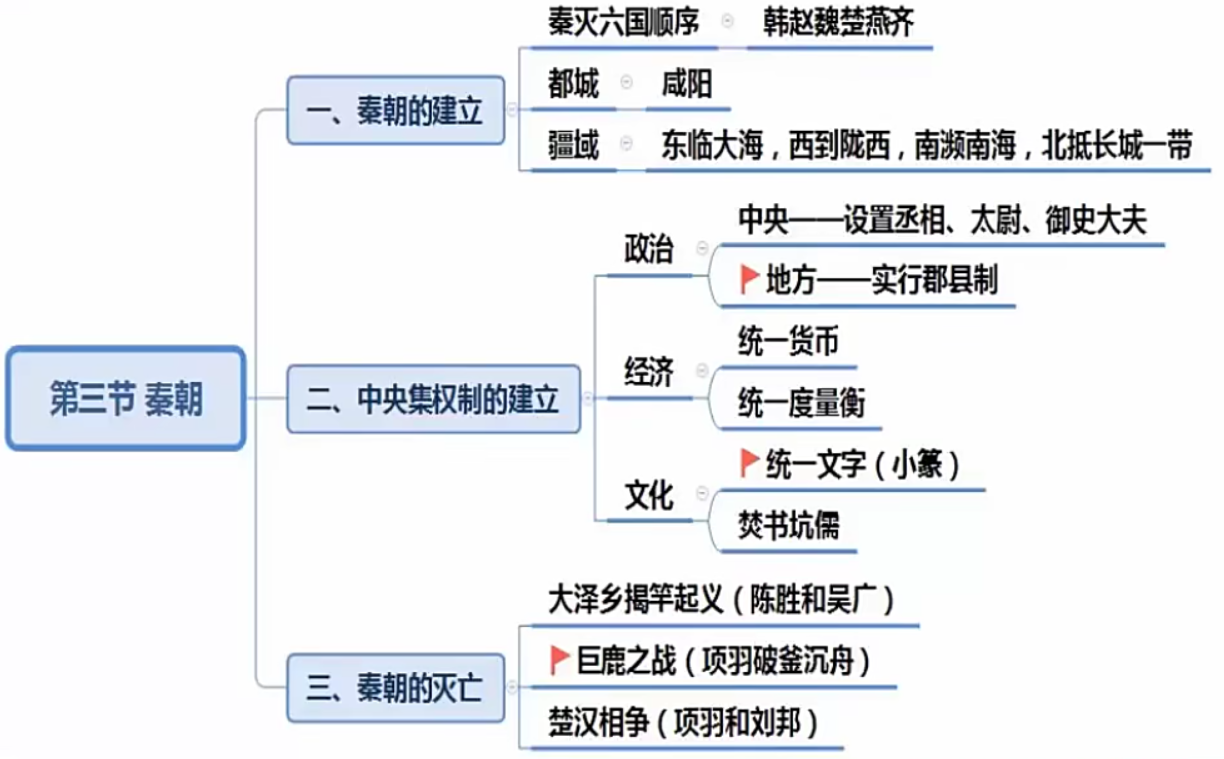 第三节 秦朝
一、秦朝的建立
秦灭六国顺序
韩赵魏楚燕齐
都城
咸阳
疆域
东临大海，西到陇西，南濒南海，北抵长城一带
二、中央集权制的建立
政治
中央——设置丞相、太尉、御史大夫
地方——实行郡县制
经济
统一货币
统一度量衡
文化
统一文字（小篆）
焚书坑儒
三、秦朝的灭亡
大泽乡揭竿起义（陈胜和吴广）
巨鹿之战（项羽破釜沉舟）
楚汉相争（项羽和刘邦）